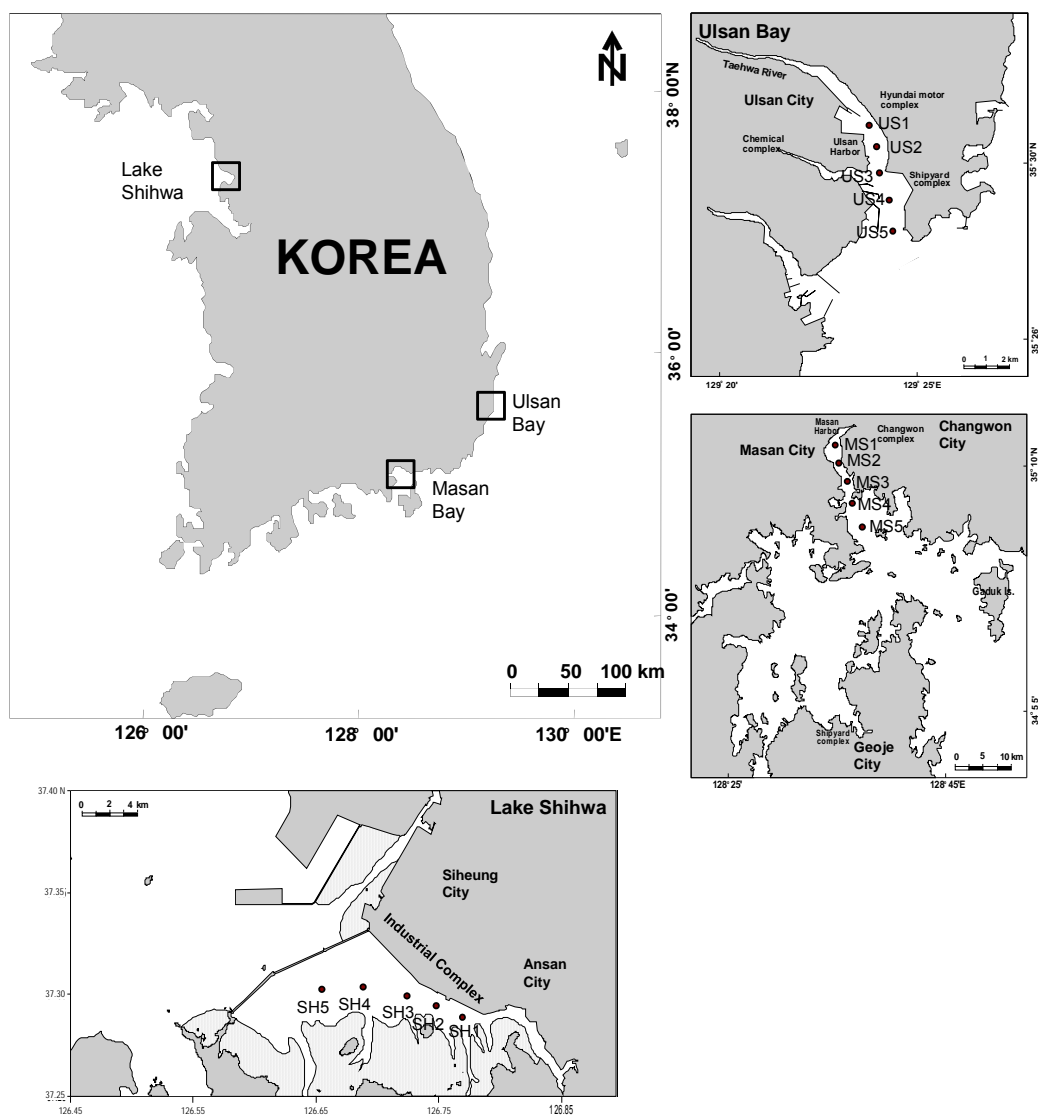 N
38° 00'N
Lake
Shihwa
KOREA
36° 00'
Ulsan
Bay
Masan
Bay
34° 00'
0 50 100 km
126° 00' 128° 00' 130° 00'E
Ulsan Bay
Taehwa River
Ulsan City
Hyundai motor
complex
US1
Chemical
complex
Ulsan
Harbor
US2
35° 30'N
US3
Shipyard
complex
US4
US5
35° 26'
0 1 2 km
129° 20' 129° 25'E
Masan
Harbor
Changwon
complex
Changwon
City
Masan City
MS1
MS2
35° 10'N
MS3
MS4
MS5
Gaduk Is.
34° 5 5'
Shipyard
complex
Geoje
City
0 5 10 km
128° 25' 128° 45'E
37.40 N
0 2 4 km
Lake Shihwa
37.35
Siheung
City
Industrial Complex
Ansan
City
37.30
SH5 SH4 SH3 SH2 SH1
37.25
126.45 126.55 126.65 126.75 126.85